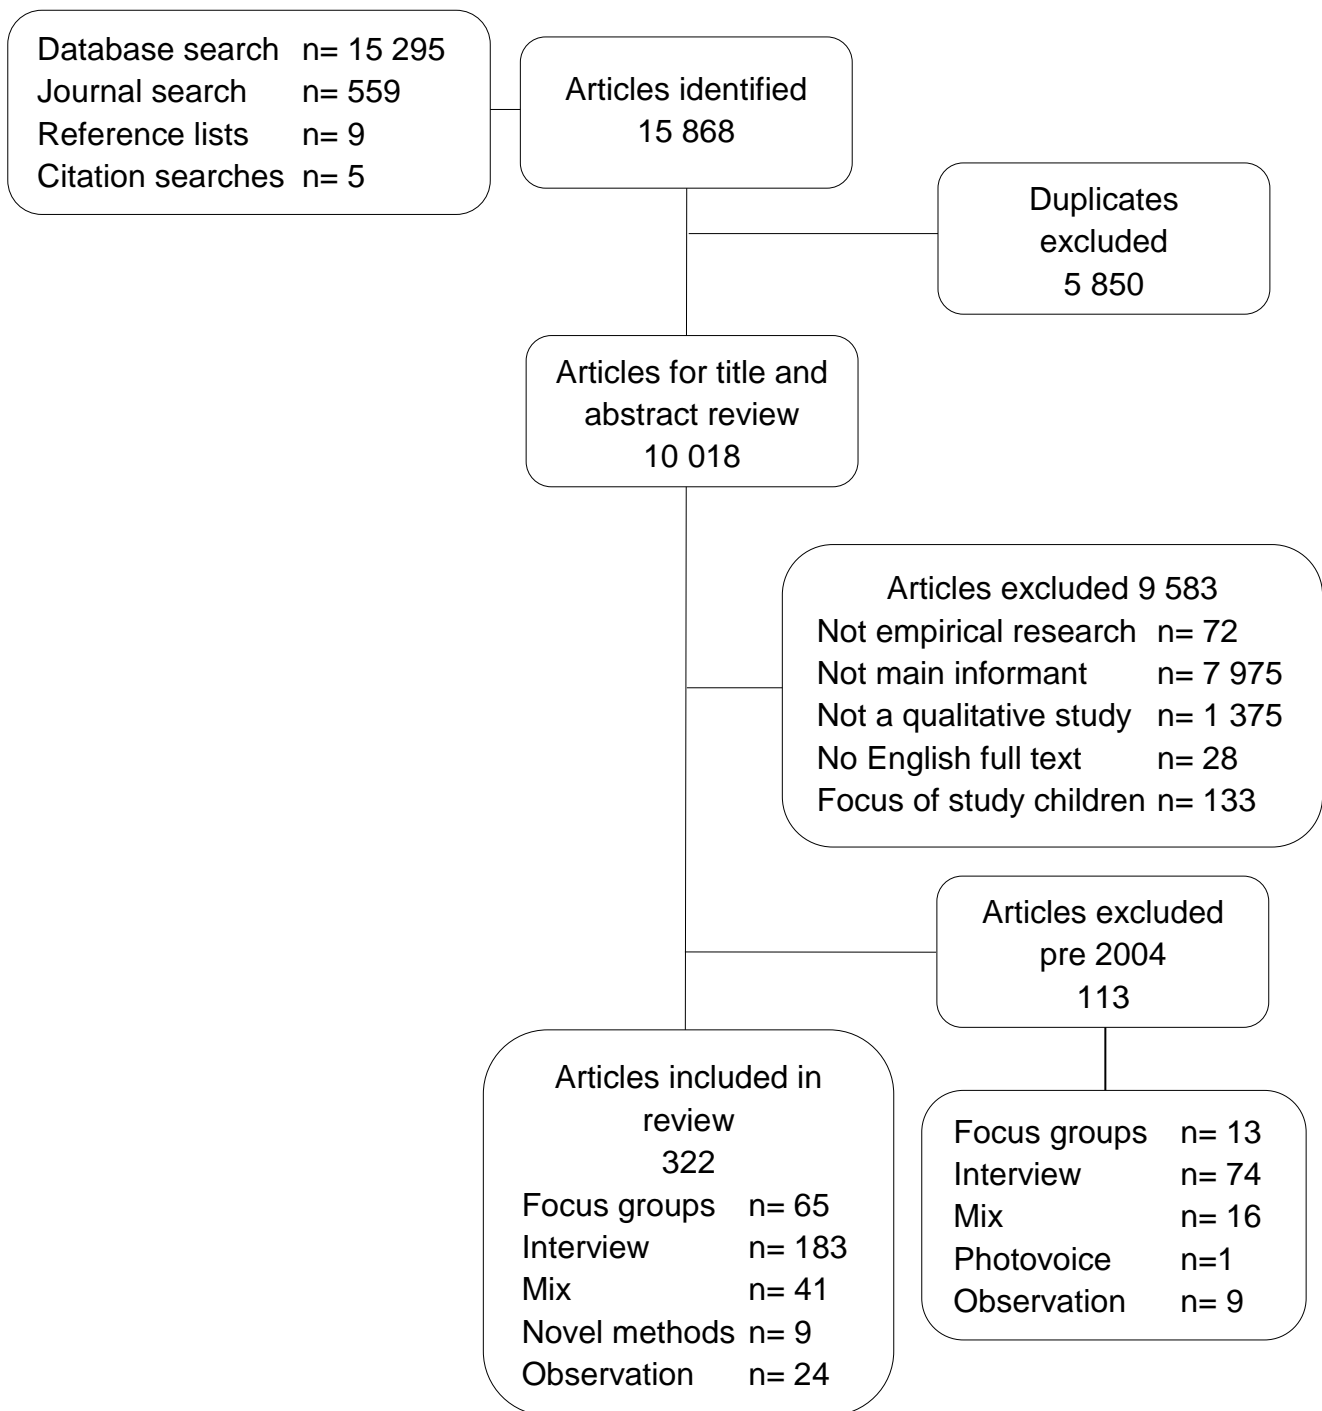 Database search n= 15 295
Journal search n= 559
Reference lists n= 9
Citation searches n= 5
Articles identified
15 868
Duplicates
excluded
5 850
Articles for title and
abstract review
10 018
Articles excluded 9 583
Not empirical research n= 72
Not main informant n= 7 975
Not a qualitative study n= 1 375
No English full text n= 28
Focus of study children n= 133
Articles excluded
pre 2004
113
Articles included in
review
322
Focus groups n= 65
Interview n= 183
Mix n= 41
Novel methods n= 9
Observation n= 24
Focus groups n= 13
Interview n= 74
Mix n= 16
Photovoice n=1
Observation n= 9